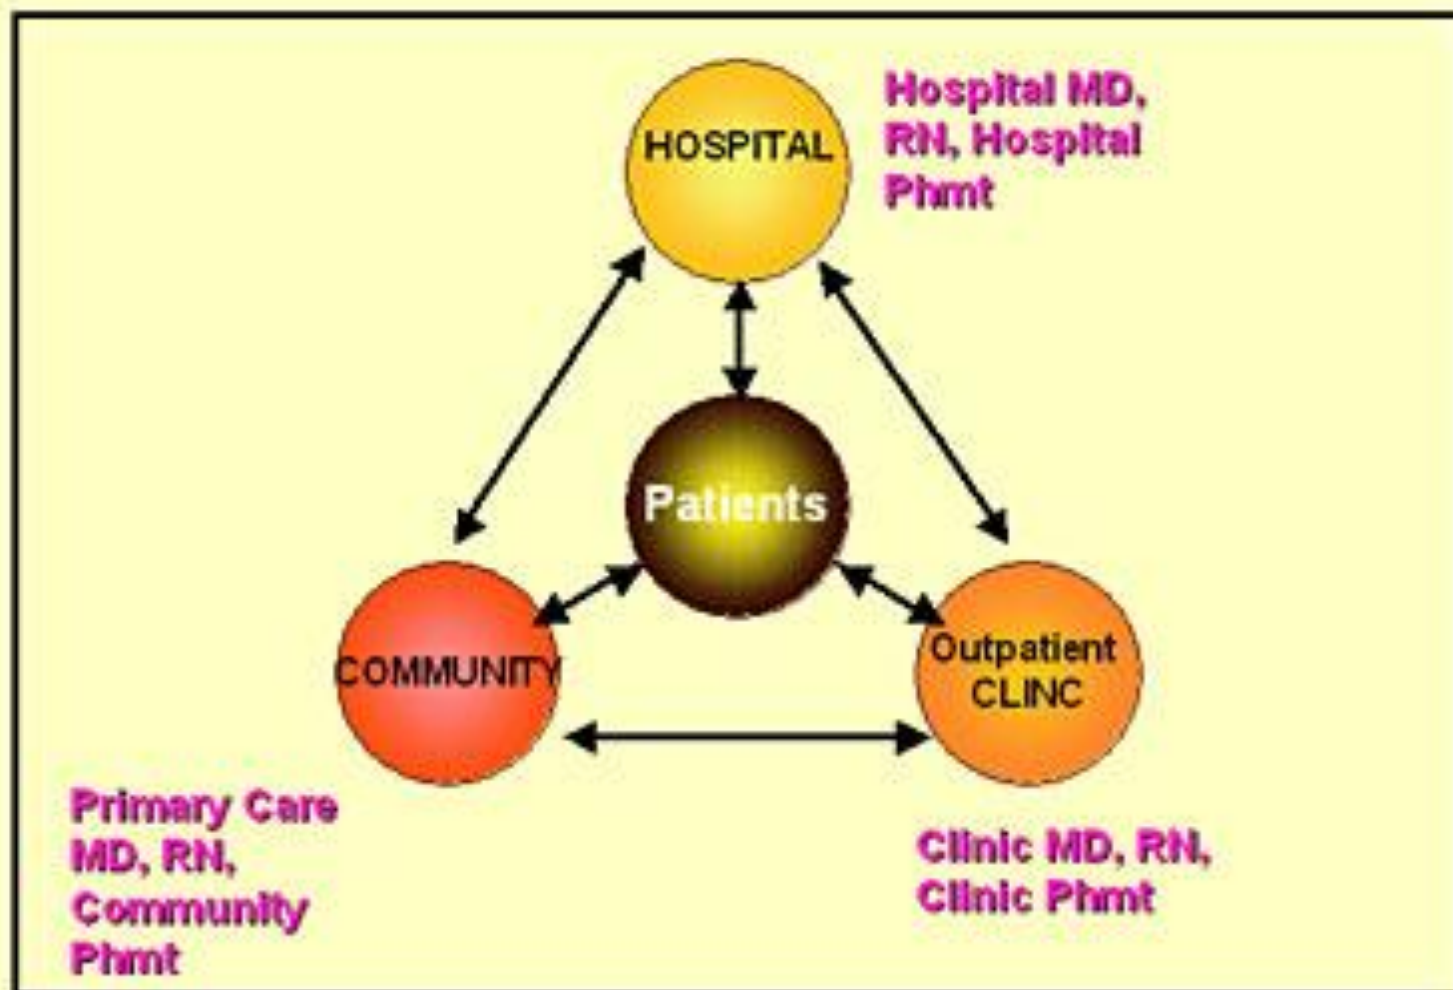 HOSPITAL
Hospital MD,
RN, Hospital
Phmt
Patients
COMMUNITY
Outpatient
CLINC
Primary Care
MD, RN,
Community
Phmt
Clinic MD, RN,
Clinic Phmt